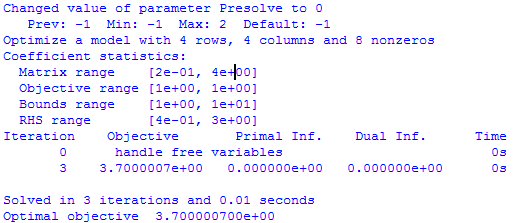 Changed value of parameter Presolve to 0
   Prev: -1  Min: -1  Max: 2  Default: -1
Optimize a model with 4 rows, 4 columns and 8 nonzeros
Coefficient statistics:
  Matrix range     [2e-01, 4e+00]
  Objective range [1e+00, 1e+00]
  Bounds range     [1e+00, 1e+01]
  RHS range        [4e-01, 3e+00]
Iteration    Objective       Primal Inf.    Dual Inf.      Time
       0      handle free variables                          0s
       3    3.7000007e+00   0.000000e+00   0.000000e+00      0s
Solved in 3 iterations and 0.01 seconds
Optimal objective  3.700000700e+00